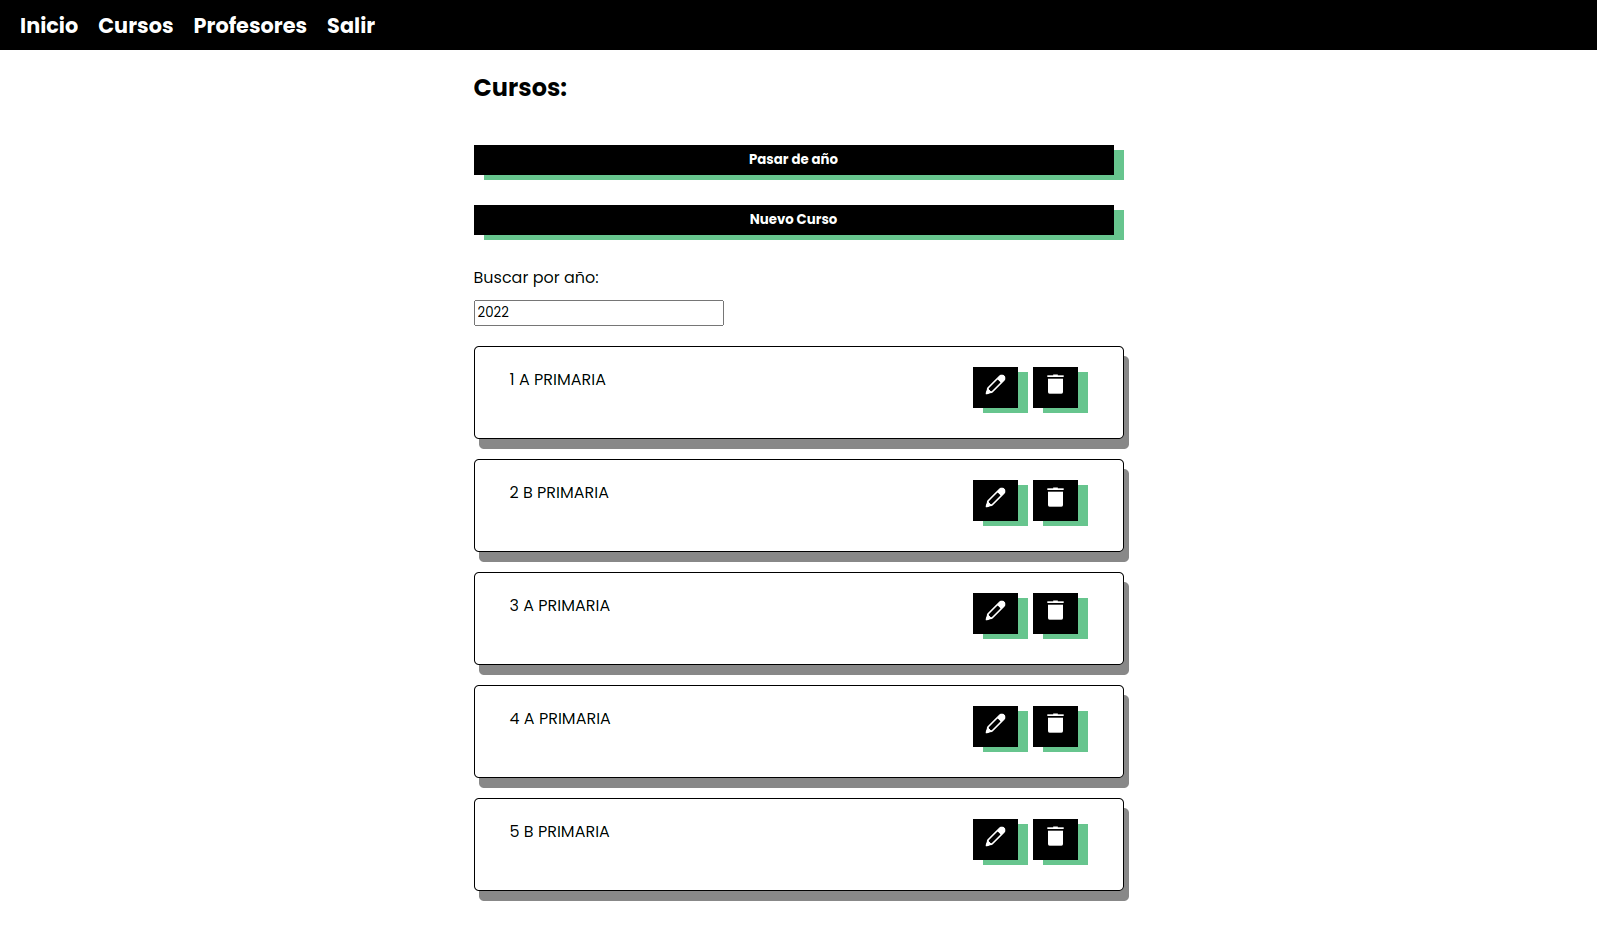 Inicio Cursos Profesores Salir
Cursos:
Pasar de año
Nuevo Curso
Buscar por año:
2022
1 A PRIMARIA
2 B PRIMARIA
3 A PRIMARIA
4 A PRIMARIA
5 B PRIMARIA